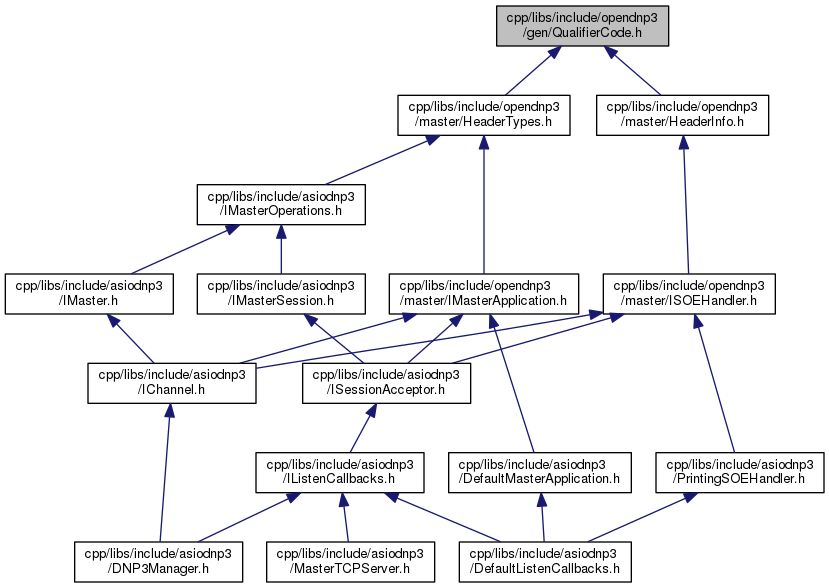 cpp/libs/include/opendnp3
/gen/QualifierCode.h
cpp/libs/include/opendnp3
/master/HeaderTypes.h
cpp/libs/include/opendnp3
/master/HeaderInfo.h
cpp/libs/include/asiodnp3
/IMasterOperations.h
cpp/libs/include/asiodnp3
/IMaster.h
cpp/libs/include/asiodnp3
/IMasterSession.h
cpp/libs/include/opendnp3
/master/IMasterApplication.h
cpp/libs/include/opendnp3
/master/ISOEHandler.h
cpp/libs/include/asiodnp3
/IChannel.h
cpp/libs/include/asiodnp3
/ISessionAcceptor.h
cpp/libs/include/asiodnp3
/IListenCallbacks.h
cpp/libs/include/asiodnp3
/DefaultMasterApplication.h
cpp/libs/include/asiodnp3
/PrintingSOEHandler.h
cpp/libs/include/asiodnp3
/DNP3Manager.h
cpp/libs/include/asiodnp3
/MasterTCPServer.h
cpp/libs/include/asiodnp3
/DefaultListenCallbacks.h